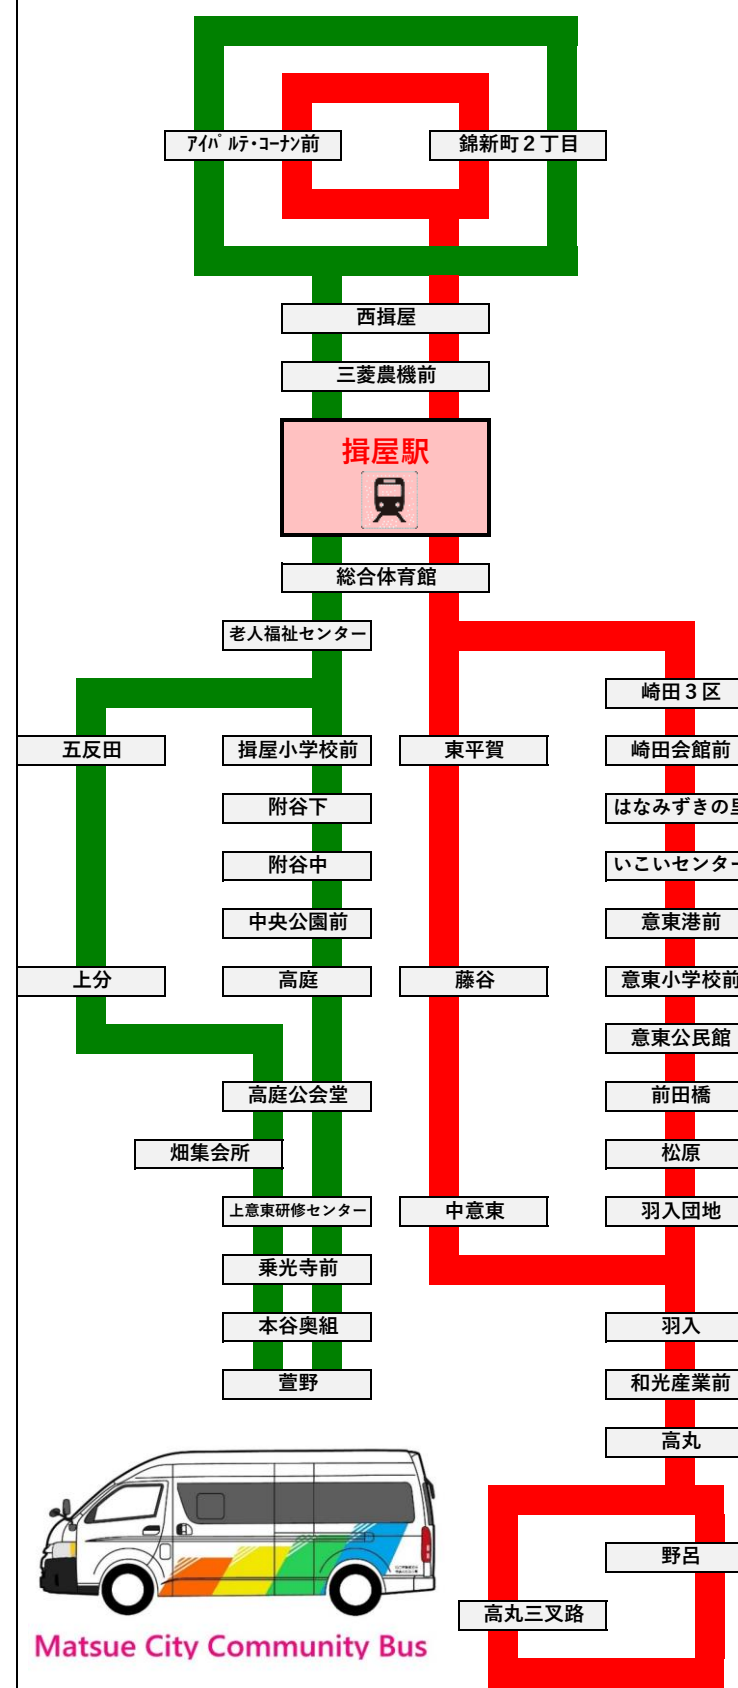 アイパルテ・コーナン前
錦新町２丁目
西揖屋
三菱農機前
揖屋駅
総合体育館
老人福祉センター
崎田３区
五反田
揖屋小学校前
東平賀
崎田会館前
附谷下
はなみずきの里
附谷中
いこいセンター
中央公園前
意東港前
上分
高庭
藤谷
意東小学校前
意東公民館
高庭公会堂
前田橋
畑集会所
松原
上意東研修センター
中意東
羽入団地
乗光寺前
本谷奥組
羽入
萱野
和光産業前
高丸
野呂
高丸三叉路
Matsue City Community Bus